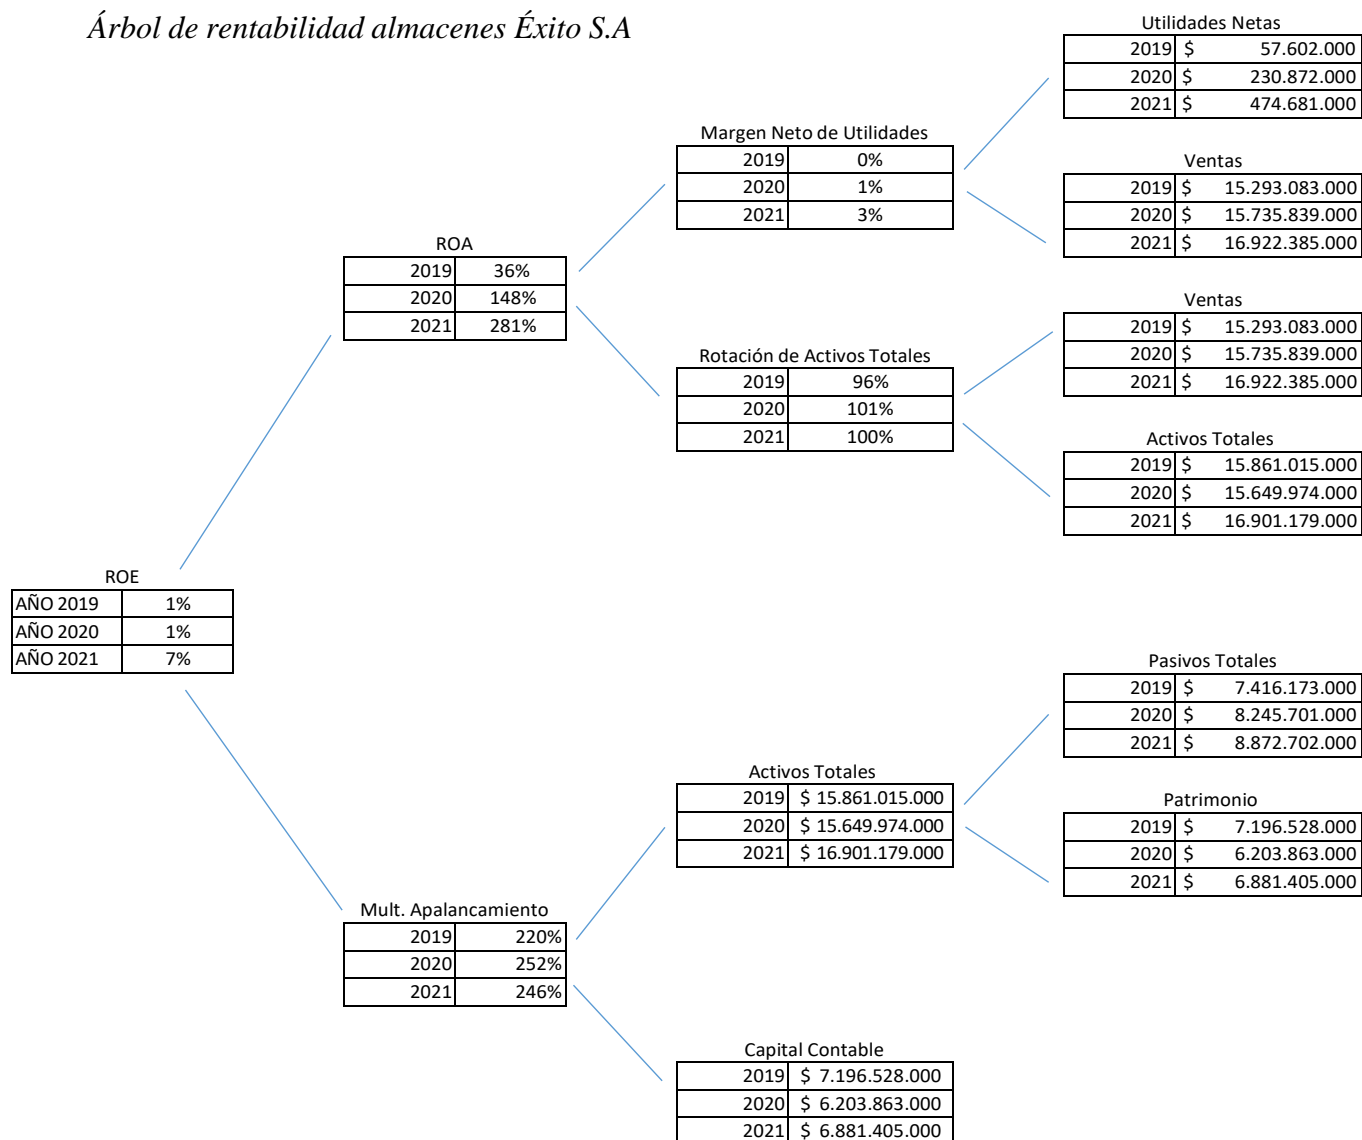 Árbol de rentabilidad almacenes Éxito S.A
Utilidades Netas
2019 $ 57.602.000
2020 $ 230.872.000
2021 $ 474.681.000
Margen Neto de Utilidades
2019 0%
2020 1%
2021 3%
Ventas
2019 $ 15.293.083.000
2020 $ 15.735.839.000
2021 $ 16.922.385.000
ROA
2019 36%
2020 148%
2021 281%
Ventas
2019 $ 15.293.083.000
2020 $ 15.735.839.000
2021 $ 16.922.385.000
Rotación de Activos Totales
2019 96%
2020 101%
2021 100%
Activos Totales
2019 $ 15.861.015.000
2020 $ 15.649.974.000
2021 $ 16.901.179.000
ROE
AÑO 2019 1%
AÑO 2020 1%
AÑO 2021 7%
Pasivos Totales
2019 $ 7.416.173.000
2020 $ 8.245.701.000
2021 $ 8.872.702.000
Activos Totales
2019 $ 15.861.015.000
2020 $ 15.649.974.000
2021 $ 16.901.179.000
Patrimonio
2019 $ 7.196.528.000
2020 $ 6.203.863.000
2021 $ 6.881.405.000
Mult. Apalancamiento
2019 220%
2020 252%
2021 246%
Capital Contable
2019 $ 7.196.528.000
2020 $ 6.203.863.000
2021 $ 6.881.405.000